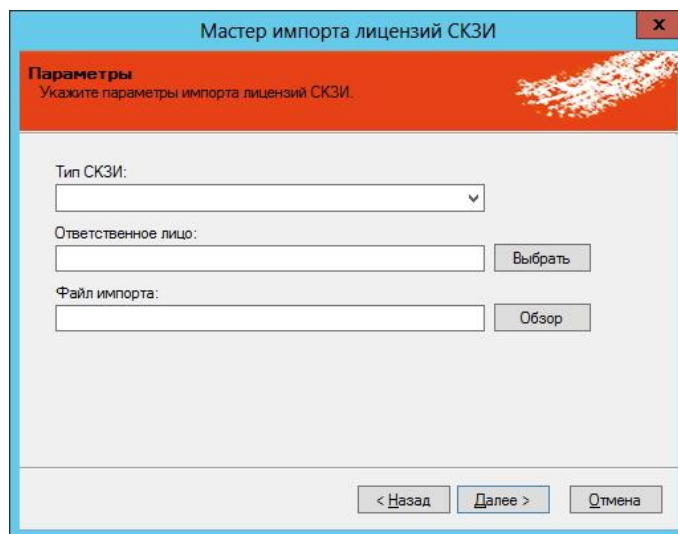 Мастер импорта лицензий СКЗИ
x
Параметры
Укажите параметры импорта лицензий СКЗИ.
Тип СКЗИ:
Ответственное лицо:
Выбрать
Файл импорта:
Обзор
< Назад Далее > Отмена